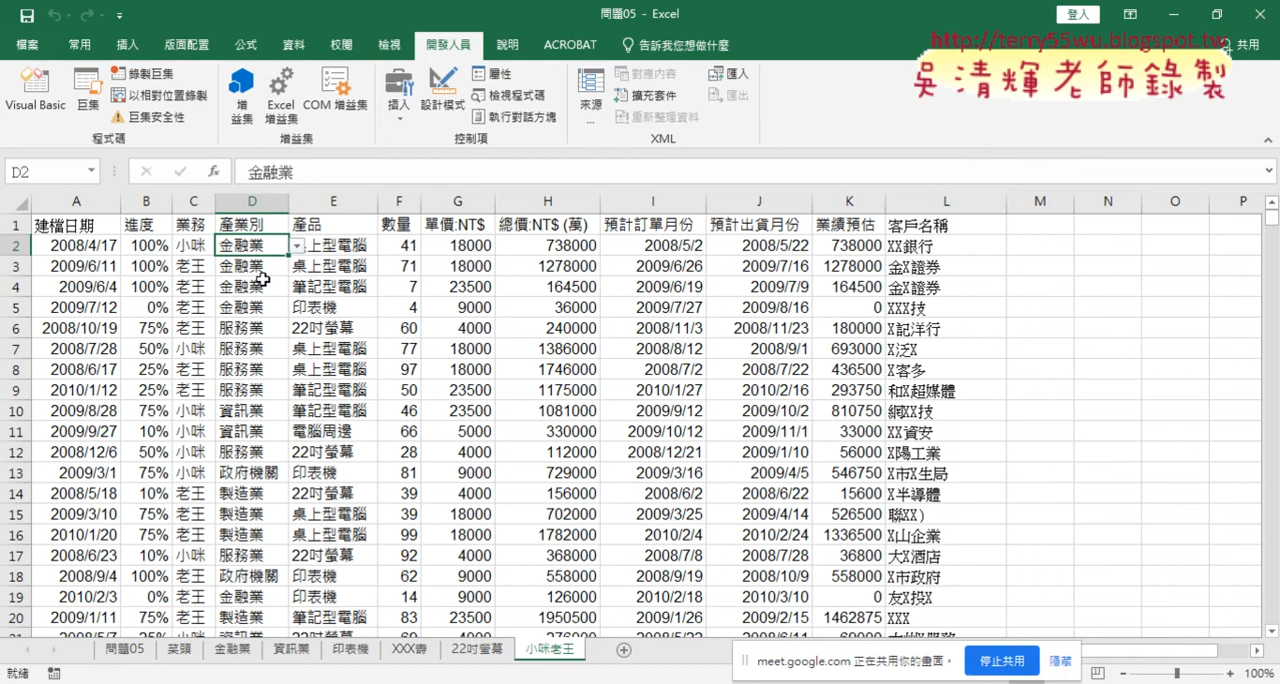 問題05 - Excel
登入
檔案 常用 插入 版面配置 公式 資料 校閱 檢視 開發人員 說明 ACROBAT 告訴我您想做什麼 共用
http://terry55wu.blogspot.tw
吳清輝老師錄製
Visual Basic 巨集 錄製巨集 以相對位置錄製 巨集安全性
增益集 Excel 增益集 COM 增益集
插入 設計模式 屬性 檢視程式碼 執行對話方塊
來源 對應內容 擴充套件 重新整理資料 匯入 匯出
程式碼 增益集 控制項 XML
D2 fx 金融業
A B C D E F G H I J K L M N O P
1 建檔日期 進度 業務 產業別 產品 數量 單價:NT$ 總價:NT$ (萬) 預計訂單月份 預計出貨月份 業績預估 客戶名稱
2 2008/4/17 100% 小咪 金融業 上型電腦 41 18000 738000 2008/5/2 2008/5/22 738000 XX銀行
3 2009/6/11 100% 老王 金融業 桌上型電腦 71 18000 1278000 2009/6/26 2009/7/16 1278000 金X證券
4 2009/6/4 100% 老王 金融業 筆記型電腦 7 23500 164500 2009/6/19 2009/7/9 164500 金X證券
5 2009/7/12 0% 老王 金融業 印表機 4 9000 36000 2009/7/27 2009/8/16 0 XXX技
6 2008/10/19 75% 小咪 服務業 22吋螢幕 60 4000 240000 2008/11/3 2008/11/23 180000 X記洋行
7 2008/7/28 50% 小咪 服務業 桌上型電腦 77 18000 1386000 2008/8/12 2008/9/1 693000 X泛X
8 2008/6/17 25% 小咪 服務業 桌上型電腦 97 18000 1746000 2008/7/2 2008/7/22 436500 X客多
9 2010/1/12 25% 老王 服務業 筆記型電腦 50 23500 1175000 2010/1/27 2010/2/16 293750 和X超媒體
10 2009/8/28 75% 小咪 資訊業 筆記型電腦 46 23500 1081000 2009/9/12 2009/10/2 810750 網XX技
11 2009/9/27 10% 小咪 資訊業 電腦周邊 66 5000 330000 2009/10/12 2009/11/1 33000 XX資安
12 2008/12/6 50% 小咪 服務業 22吋螢幕 28 4000 112000 2008/12/21 2009/1/10 56000 X陽工業
13 2009/3/1 75% 小咪 政府機關 印表機 81 9000 729000 2009/3/16 2009/4/5 546750 X市X生局
14 2008/5/18 10% 老王 製造業 22吋螢幕 39 4000 156000 2008/6/2 2008/6/22 15600 X半導體
15 2009/3/10 75% 老王 製造業 桌上型電腦 39 18000 702000 2009/3/25 2009/4/14 526500 聯XX)
16 2010/1/20 75% 老王 製造業 桌上型電腦 99 18000 1782000 2010/2/4 2010/2/24 1336500 X山企業
17 2008/6/23 10% 小咪 服務業 22吋螢幕 92 4000 368000 2008/7/8 2008/7/28 36800 大X酒店
18 2008/9/4 100% 老王 政府機關 印表機 62 9000 558000 2008/9/19 2008/10/9 558000 X市政府
19 2010/2/3 0% 老王 金融業 印表機 14 9000 126000 2010/2/18 2010/3/10 0 友X投X
20 2009/1/11 75% 老王 製造業 筆記型電腦 83 23500 1950500 2009/1/26 2009/2/15 1462875 XXX
問題05 葉頭 金融業 資訊業 印表機 XXX壽 22吋螢幕 小咪老王
meet.google.com 正在共用你的畫面。 停止共用 隱藏
就緒 100%